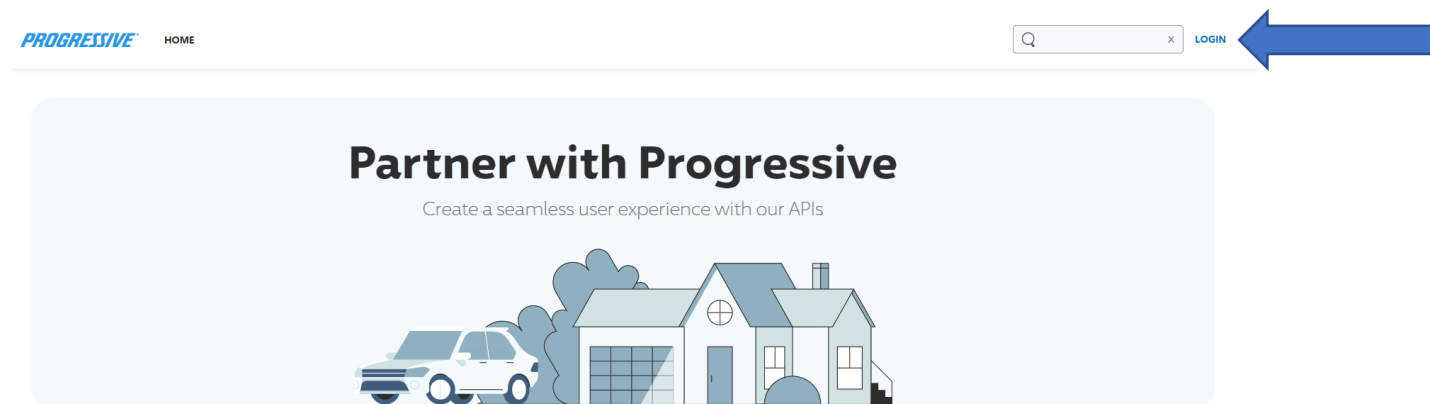 PROGRESSIVE® HOME X LOGIN
Partner with Progressive
Create a seamless user experience with our APIs